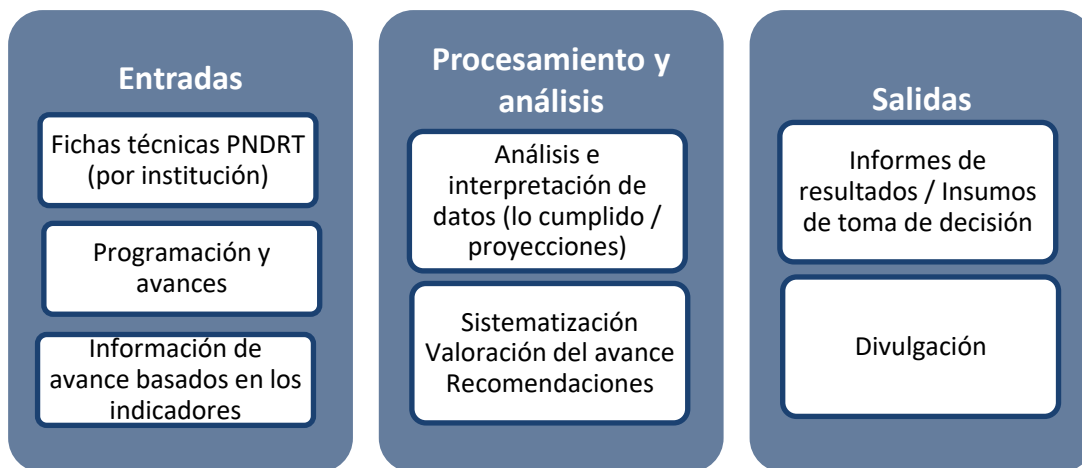 Entradas
Fichas técnicas PNDRT
(por institución)
Programación y
avances
Información de
avance basados en los
indicadores
Procesamiento y
análisis
Análisis e
interpretación de
datos (lo cumplido /
proyecciones)
Sistematización
Valoración del avance
Recomendaciones
Salidas
Informes de
resultados / Insumos
de toma de decisión
Divulgación